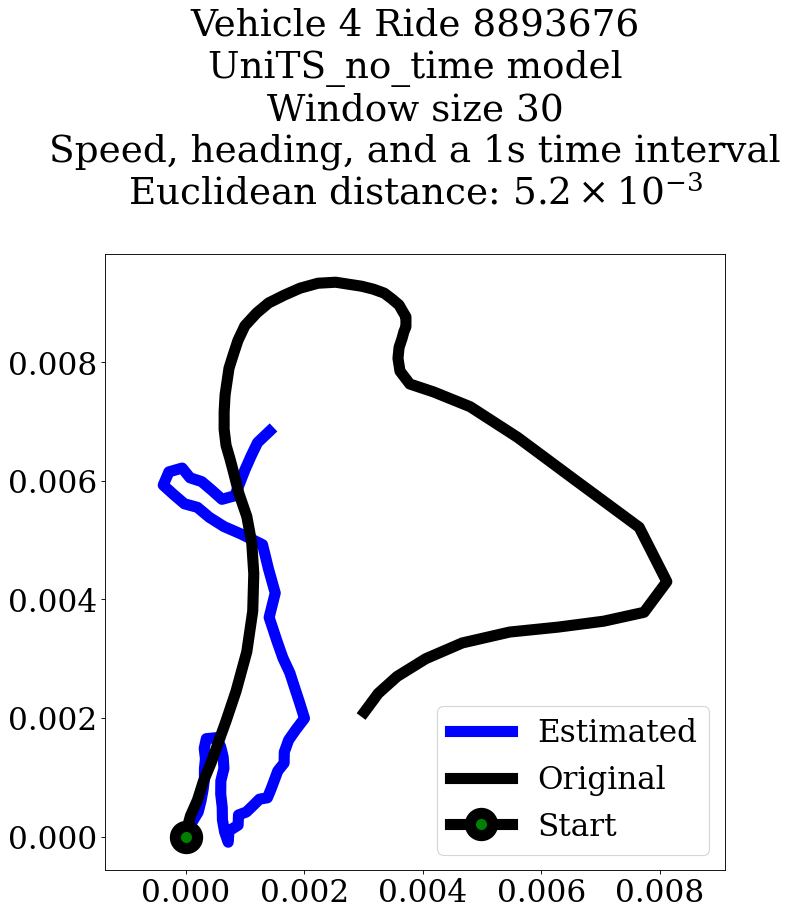 Vehicle 4 Ride 8893676
UniTS_no_time model
Window size 30
Speed, heading, and a 1s time interval
Euclidean distance: 5.2 × 10⁻³
0.008
0.006
0.004
0.002
0.000
Estimated
Original
Start
0.000 0.002 0.004 0.006 0.008